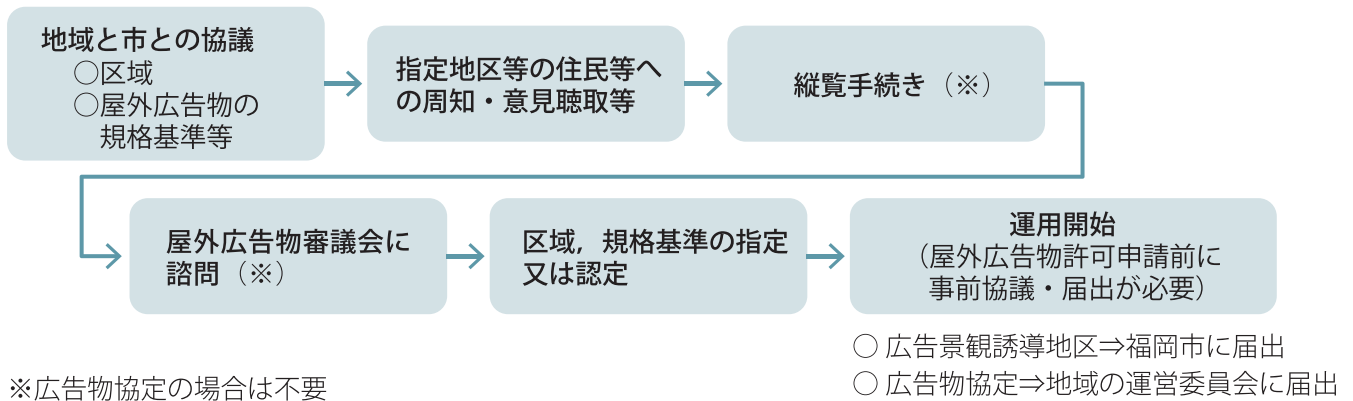 地域と市との協議
○区域
○屋外広告物の
規格基準等
指定地区等の住民等へ
の周知・意見聴取等
縦覧手続き（※）
屋外広告物審議会に
諮問（※）
区域，規格基準の指定
又は認定
運用開始
（屋外広告物許可申請前に
事前協議・届出が必要）
○ 広告景観誘導地区⇒福岡市に届出
○ 広告物協定⇒地域の運営委員会に届出
※広告物協定の場合は不要